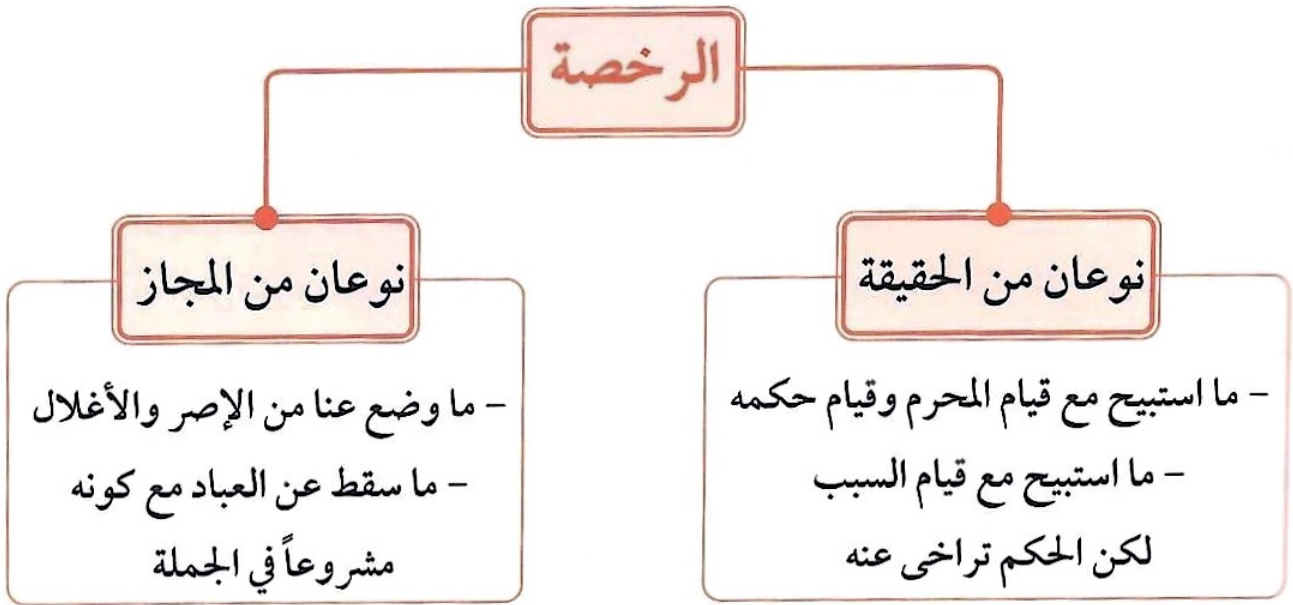 الرخصة
نوعان من الحقيقة
- ما استبيح مع قيام المحرم وقيام حكمه
- ما استبيح مع قيام السبب
لكن الحكم تراخى عنه
نوعان من المجاز
- ما وضع عنا من الإصر والأغلال
- ما سقط عن العباد مع كونه
مشروعاً في الجملة